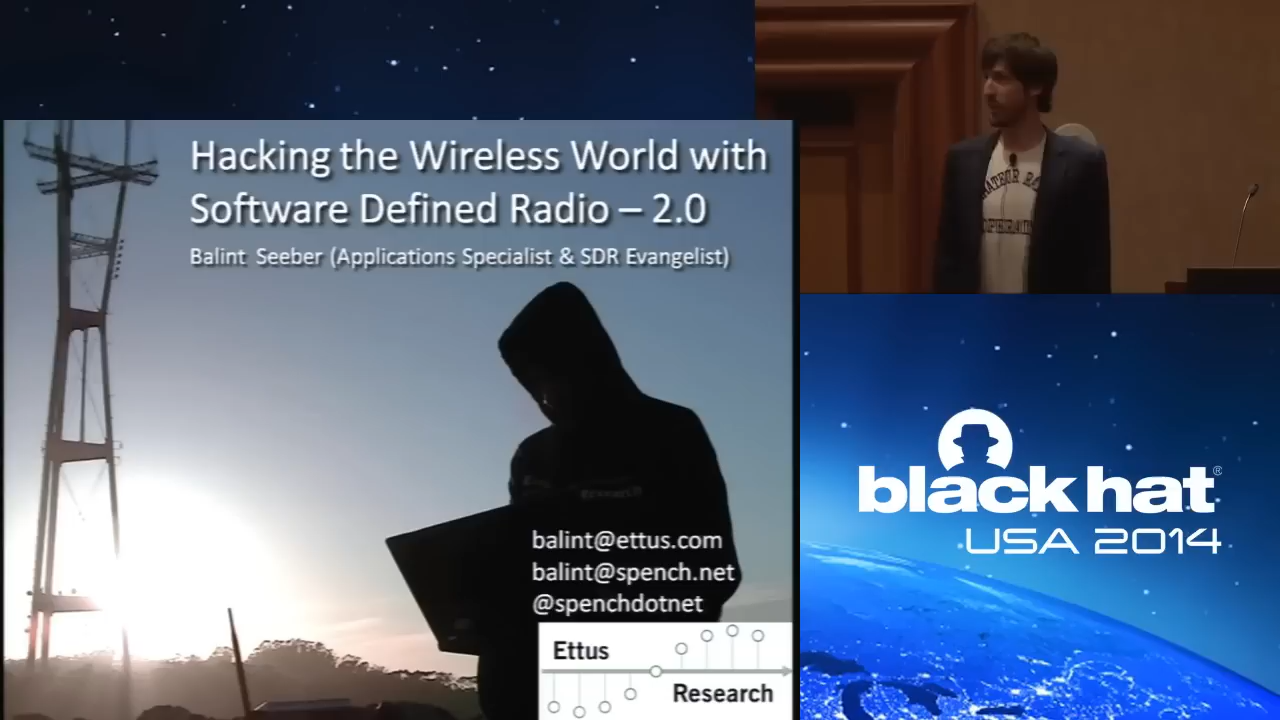 Hacking the Wireless World with
Software Defined Radio – 2.0
Balint Seeber (Applications Specialist & SDR Evangelist)
balint@ettus.com
balint@spench.net
@spenchdotnet
Ettus
Research
black hat®
USA 2014